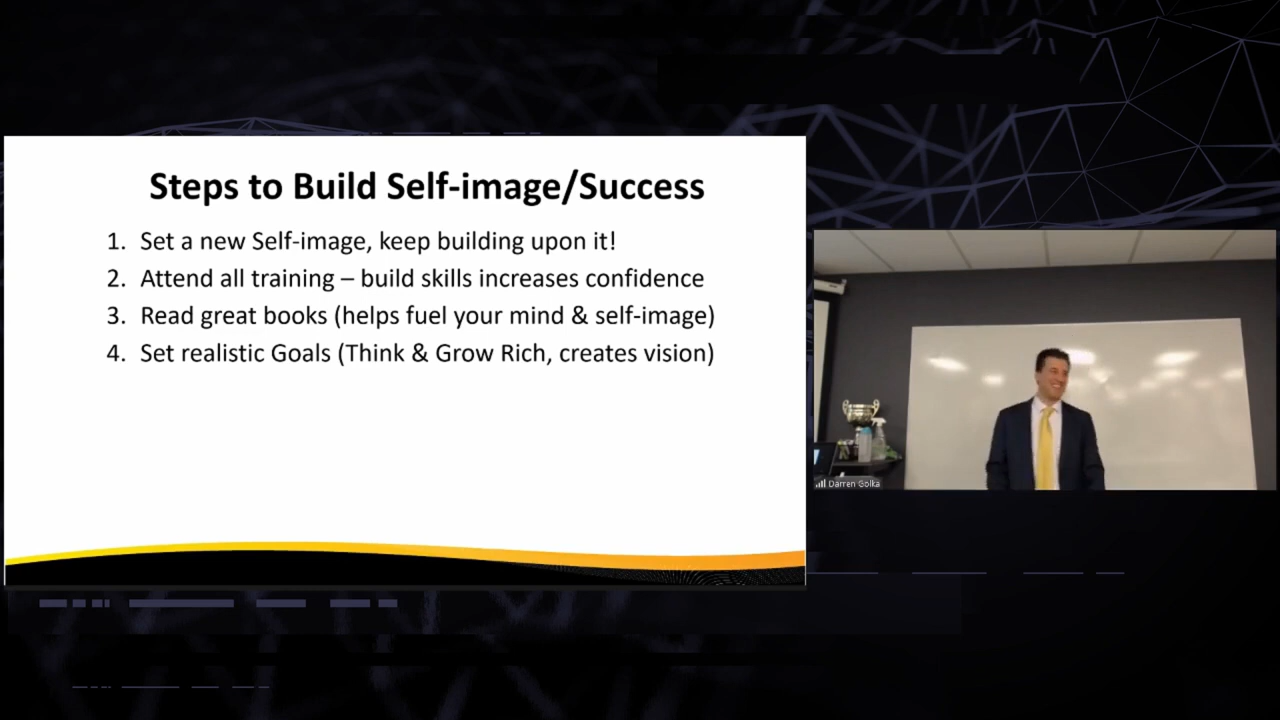 Steps to Build Self-image/Success
1. Set a new Self-image, keep building upon it!
2. Attend all training – build skills increases confidence
3. Read great books (helps fuel your mind & self-image)
4. Set realistic Goals (Think & Grow Rich, creates vision)
Darren Golka